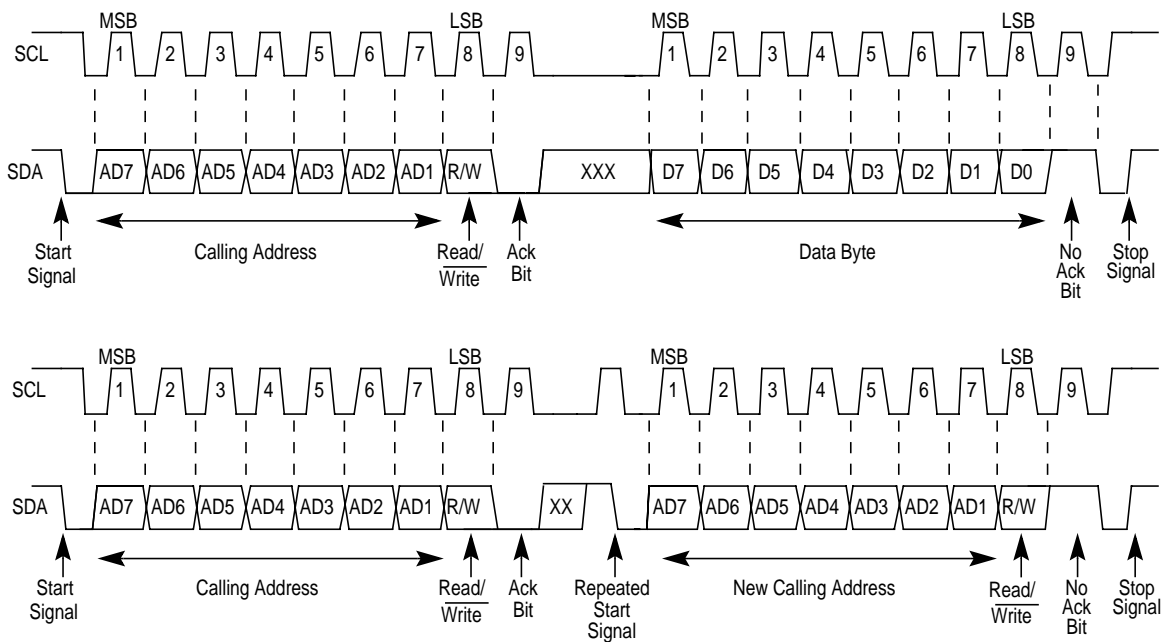 MSB LSB MSB LSB
SCL 1 2 3 4 5 6 7 8 9 1 2 3 4 5 6 7 8 9
SDA AD7 AD6 AD5 AD4 AD3 AD2 AD1 R/W XXX D7 D6 D5 D4 D3 D2 D1 D0
Start Signal
Calling Address
Read/
Write
Ack
Bit
Data Byte
No
Ack
Bit
Stop
Signal
MSB LSB MSB LSB
SCL 1 2 3 4 5 6 7 8 9 1 2 3 4 5 6 7 8 9
SDA AD7 AD6 AD5 AD4 AD3 AD2 AD1 R/W XX AD7 AD6 AD5 AD4 AD3 AD2 AD1 R/W
Start
Signal
Calling Address
Read/
Write
Ack
Bit
Repeated
Start
Signal
New Calling Address
Read/
Write
No
Ack
Bit
Stop
Signal